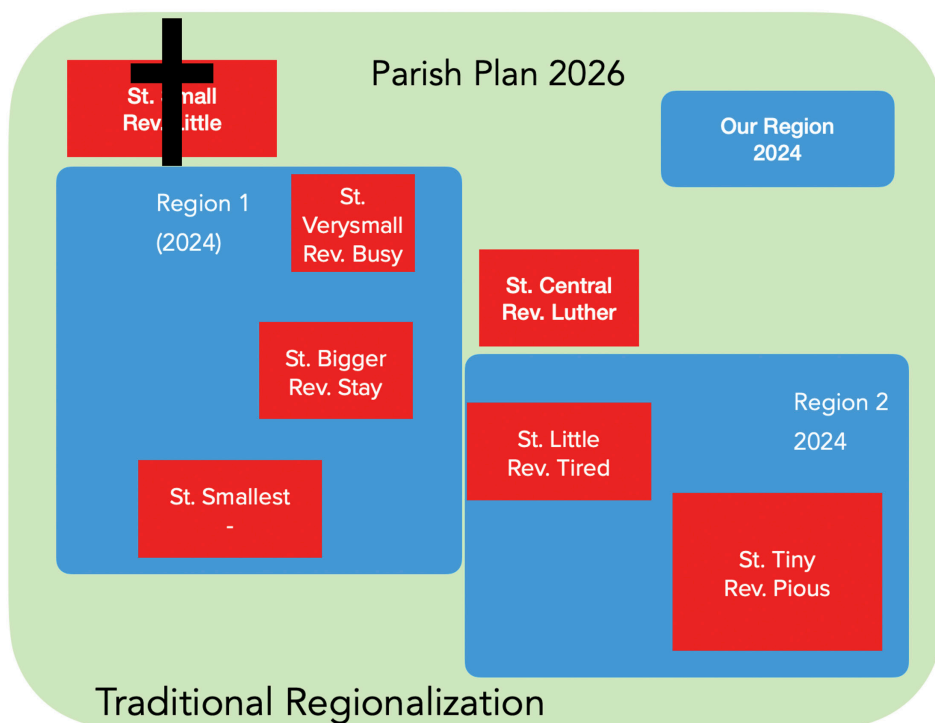 Parish Plan 2026
St. Small
Rev. Little
Our Region
2024
Region 1
(2024)
St.
Verysmall
Rev. Busy
St. Central
Rev. Luther
St. Bigger
Rev. Stay
Region 2
2024
St. Little
Rev. Tired
St. Smallest
-
St. Tiny
Rev. Pious
Traditional Regionalization